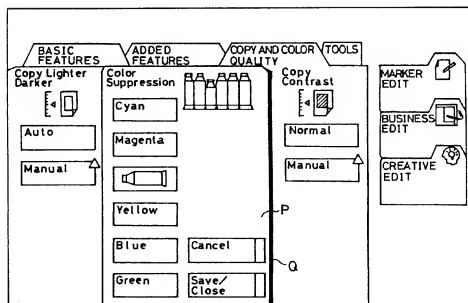 BASIC
FEATURES
ADDED
FEATURES
COPY AND COLOR
QUALITY
TOOLS
Copy Lighter
Darker
Auto
Manual
Color
Suppression
Cyan
Magenta
Yellow
Blue
Green
Cancel
Save/
Close
P
Q
Copy
Contrast
Normal
Manual
MARKER
EDIT
BUSINESS
EDIT
CREATIVE
EDIT